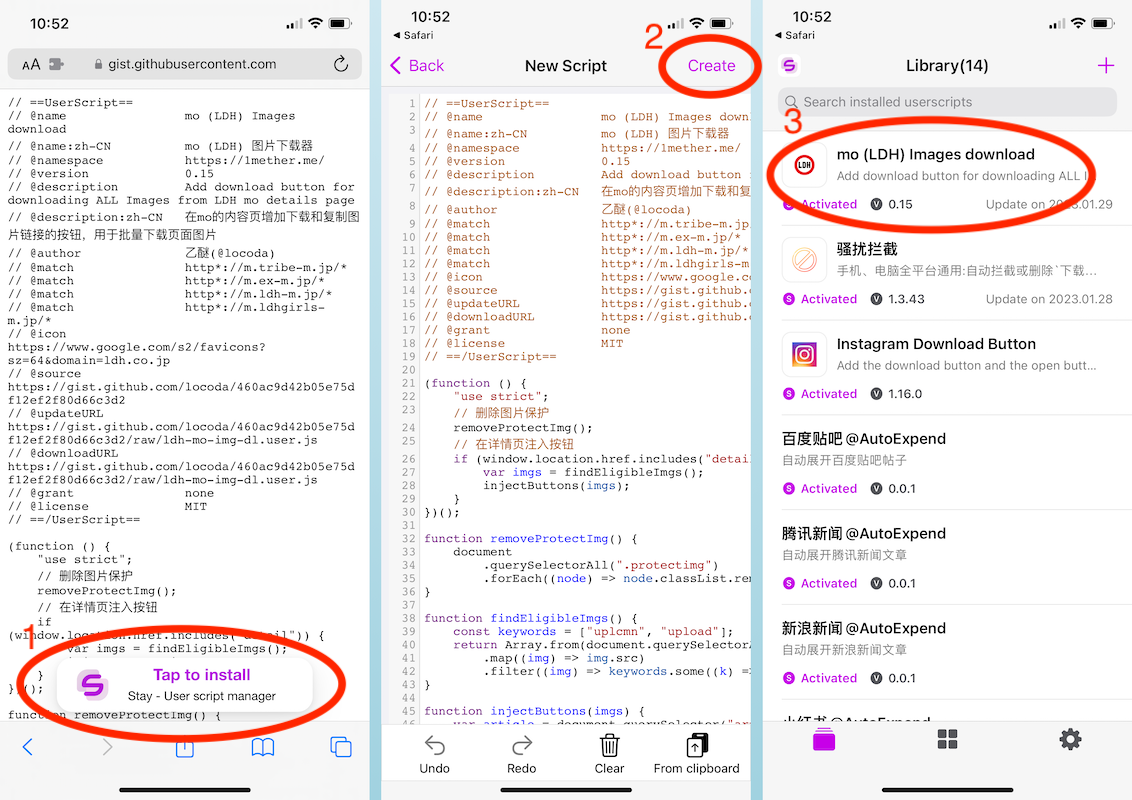 10:52
AA
gist.githubusercontent.com
// ==UserScript==
// @name mo (LDH) Images
download
// @name:zh-CN mo (LDH) 图片下载器
// @namespace https://1mether.me/
// @version 0.15
// @description Add download button for
downloading ALL Images from LDH mo details page
// @description:zh-CN 在mo的内容页增加下载和复制图
片链接的按钮，用于批量下载页面图片
// @author 乙醚(@locoda)
// @match http*://m.tribe-m.jp/*
// @match http*://m.ex-m.jp/*
// @match http*://m.ldh-m.jp/*
// @match http*://m.ldhgirls-
m.jp/*
// @icon
https://www.google.com/s2/favicons?
sz=64&domain=ldh.co.jp
// @source
https://gist.github.com/locoda/460ac9d42b05e75d
f12ef2f80d66c3d2
// @updateURL
https://gist.github.com/locoda/460ac9d42b05e75d
f12ef2f80d66c3d2/raw/ldh-mo-img-dl.user.js
// @downloadURL
https://gist.github.com/locoda/460ac9d42b05e75d
f12ef2f80d66c3d2/raw/ldh-mo-img-dl.user.js
// @grant none
// @license MIT
// ==/UserScript==
(function () {
"use strict";
// 删除图片保护
removeProtectImg();
// 在详情页注入按钮
if
(window.location.href.includes("detail")) {
var imgs = findEligibleImgs();
}
})();
function removeProtectImg() {
1
Tap to install
Stay - User script manager
10:52
◀ Safari
2
Back
New Script
Create
1 // ==UserScript==
2 // @name mo (LDH) Images down
3 // @name:zh-CN mo (LDH) 图片下载器
4 // @namespace https://1mether.me/
5 // @version 0.15
6 // @description Add download button f
7 // @description:zh-CN 在mo的内容页增加下载和复
8 // @author 乙醚(@locoda)
9 // @match http*://m.tribe-m.jp
10 // @match http*://m.ex-m.jp/*
11 // @match http*://m.ldh-m.jp/*
12 // @match http*://m.ldhgirls-m
13 // @icon https://www.google.co
14 // @source https://gist.github.c
15 // @updateURL https://gist.github.c
16 // @downloadURL https://gist.github.c
17 // @grant none
18 // @license MIT
19 // ==/UserScript==
20
21 (function () {
22 "use strict";
23 // 删除图片保护
24 removeProtectImg();
25 // 在详情页注入按钮
26 if (window.location.href.includes("detai
27 var imgs = findEligibleImgs();
28 injectButtons(imgs);
29 }
30 })();
31
32 function removeProtectImg() {
33 document
34 .querySelectorAll(".protectimg")
35 .forEach((node) => node.classList.rem
36 }
37
38 function findEligibleImgs() {
39 const keywords = ["uplcmn", "upload"];
40 return Array.from(document.querySelectorA
41 .map((img) => img.src)
42 .filter((img) => keywords.some((k) =>
43 }
44
45 function injectButtons(imgs) {
46 var article = document.querySelector("ar
Undo
Redo
Clear
From clipboard
10:52
◀ Safari
Library(14)
Search installed userscripts
3
LDH
mo (LDH) Images download
Add download button for downloading ALL I
Activated V 0.15 Update on 2023.01.29
骚扰拦截
手机、电脑全平台通用:自动拦截或删除`下载...
Activated V 1.3.43 Update on 2023.01.28
Instagram Download Button
Add the download button and the open butt...
Activated V 1.16.0
百度贴吧 @AutoExpend
自动展开百度贴吧帖子
Activated V 0.0.1
腾讯新闻 @AutoExpend
自动展开腾讯新闻文章
Activated V 0.0.1
新浪新闻 @AutoExpend
自动展开新浪新闻文章
Activated V 0.0.1
小红书 @AutoExpend